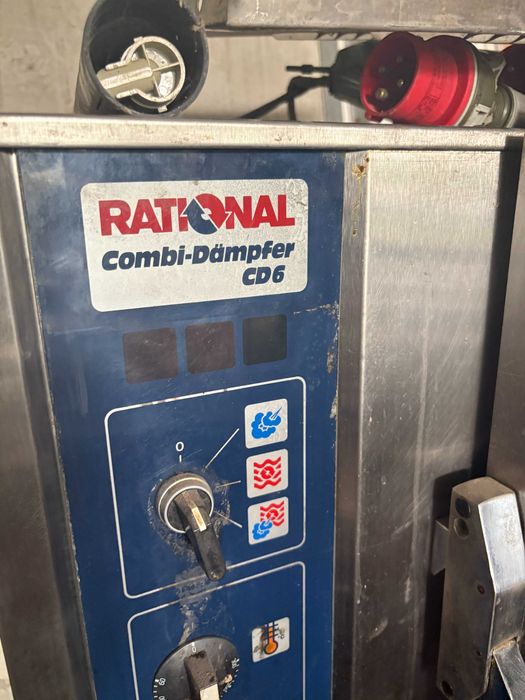 RATIONAL
Combi-Dämpfer
CD6
0